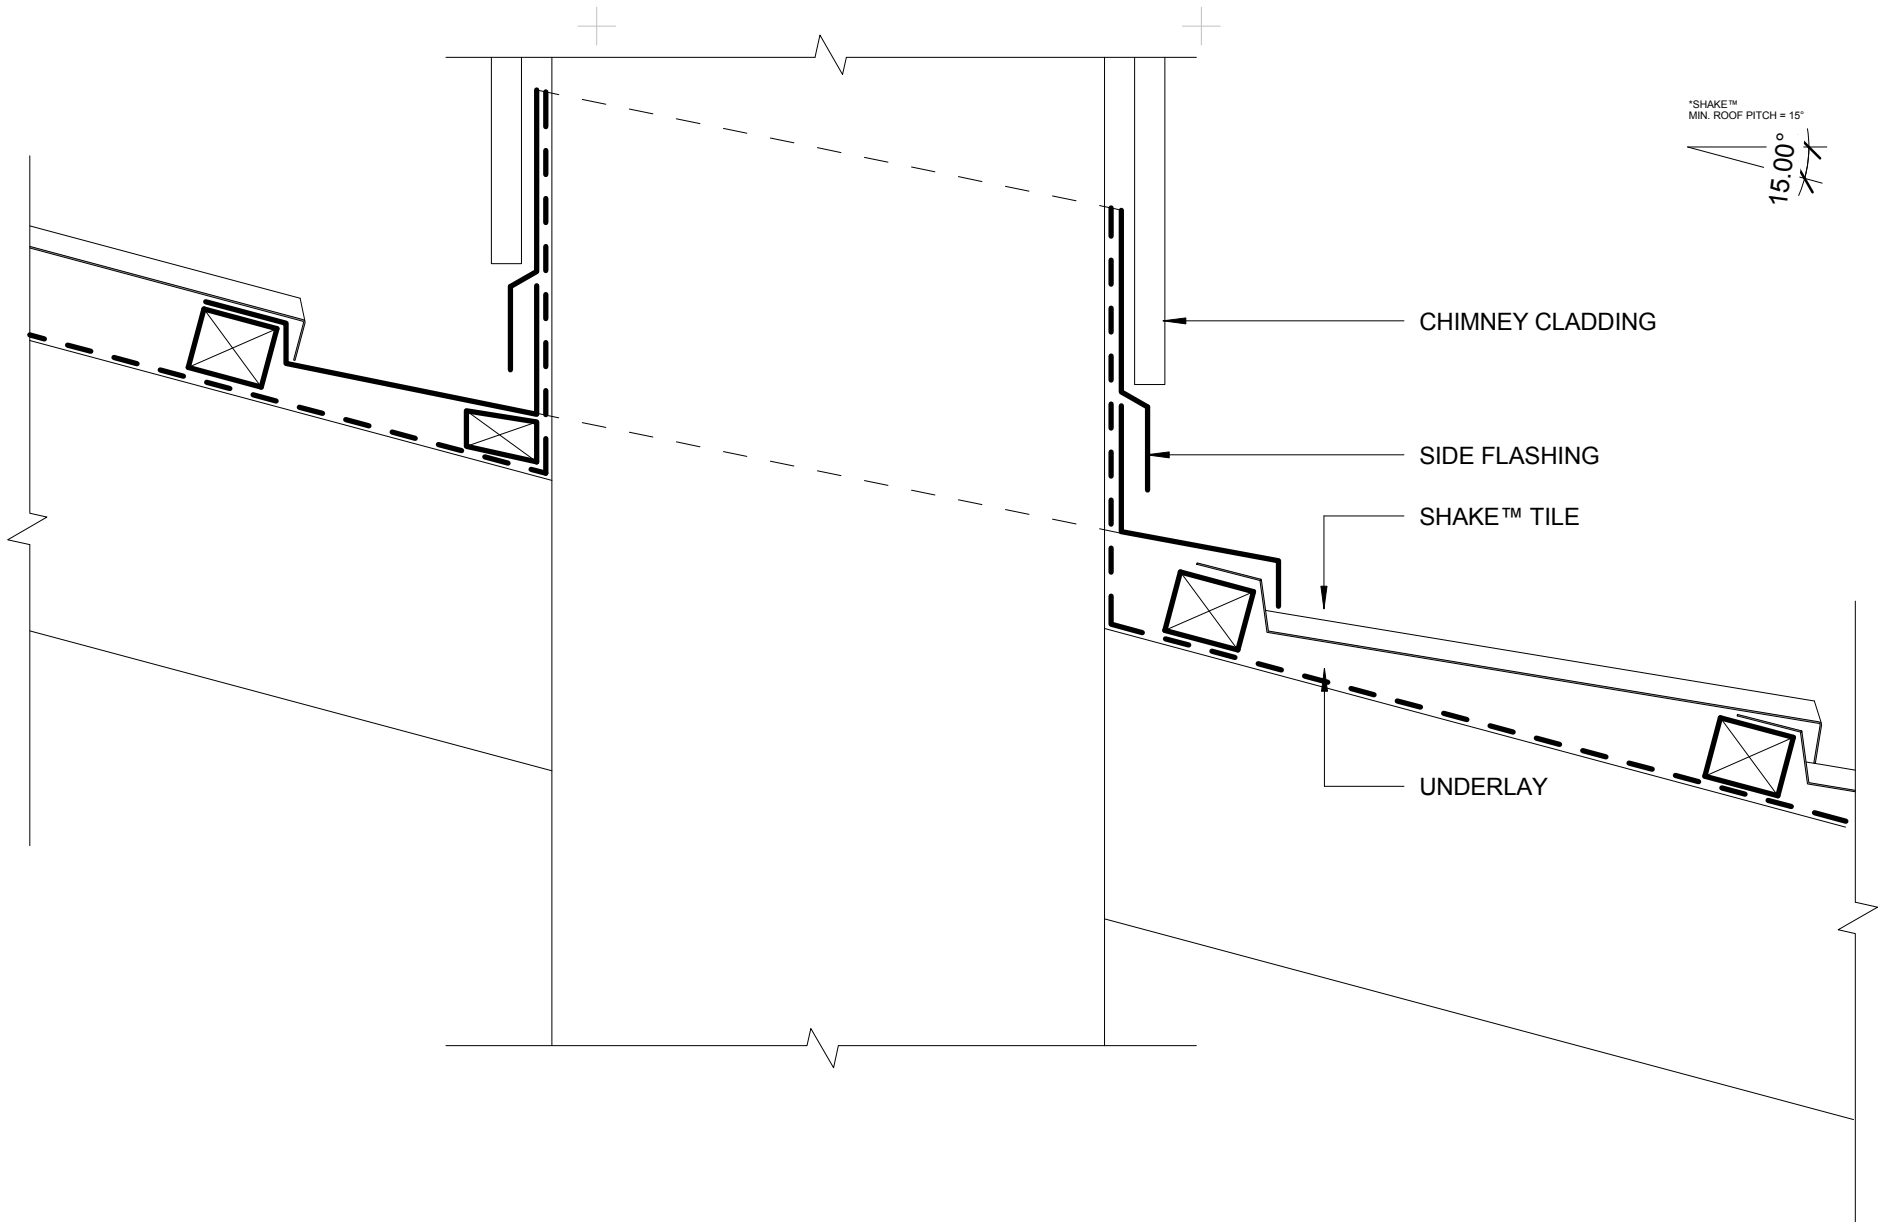 *SHAKE™
MIN. ROOF PITCH = 15°
15.00°
CHIMNEY CLADDING
SIDE FLASHING
SHAKE™ TILE
UNDERLAY